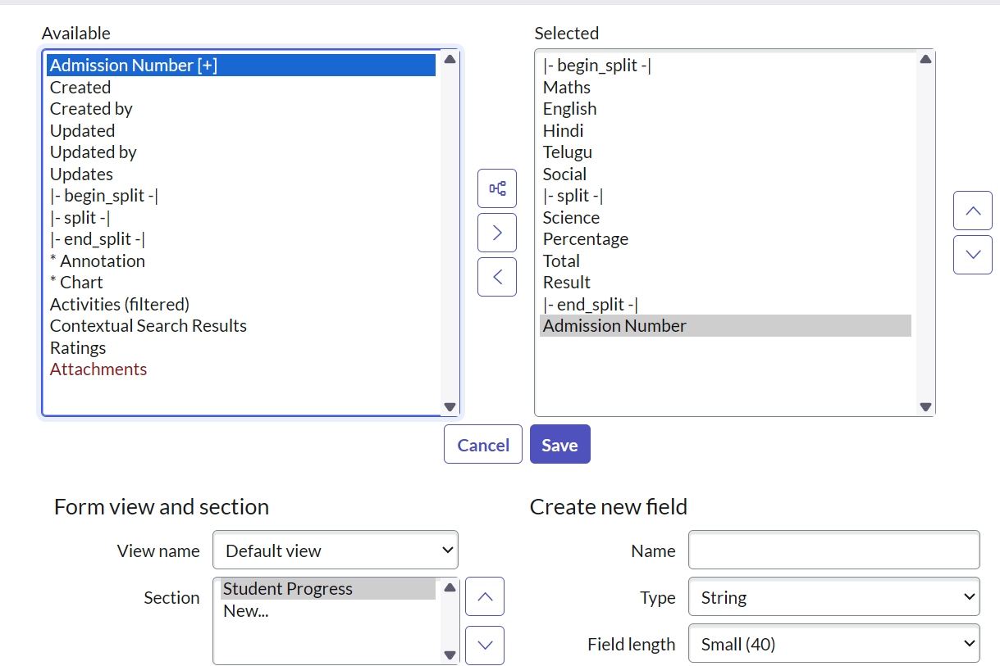 Available
Admission Number [+]
Created
Created by
Updated
Updated by
Updates
|- begin_split -|
|- split -|
|- end_split -|
* Annotation
* Chart
Activities (filtered)
Contextual Search Results
Ratings
Attachments
Selected
|- begin_split -|
Maths
English
Hindi
Telugu
Social
|- split -|
Science
Percentage
Total
Result
|- end_split -|
Admission Number
Cancel
Save
Form view and section
View name
Default view
Section
Student Progress
New...
Create new field
Name
Type
String
Field length
Small (40)